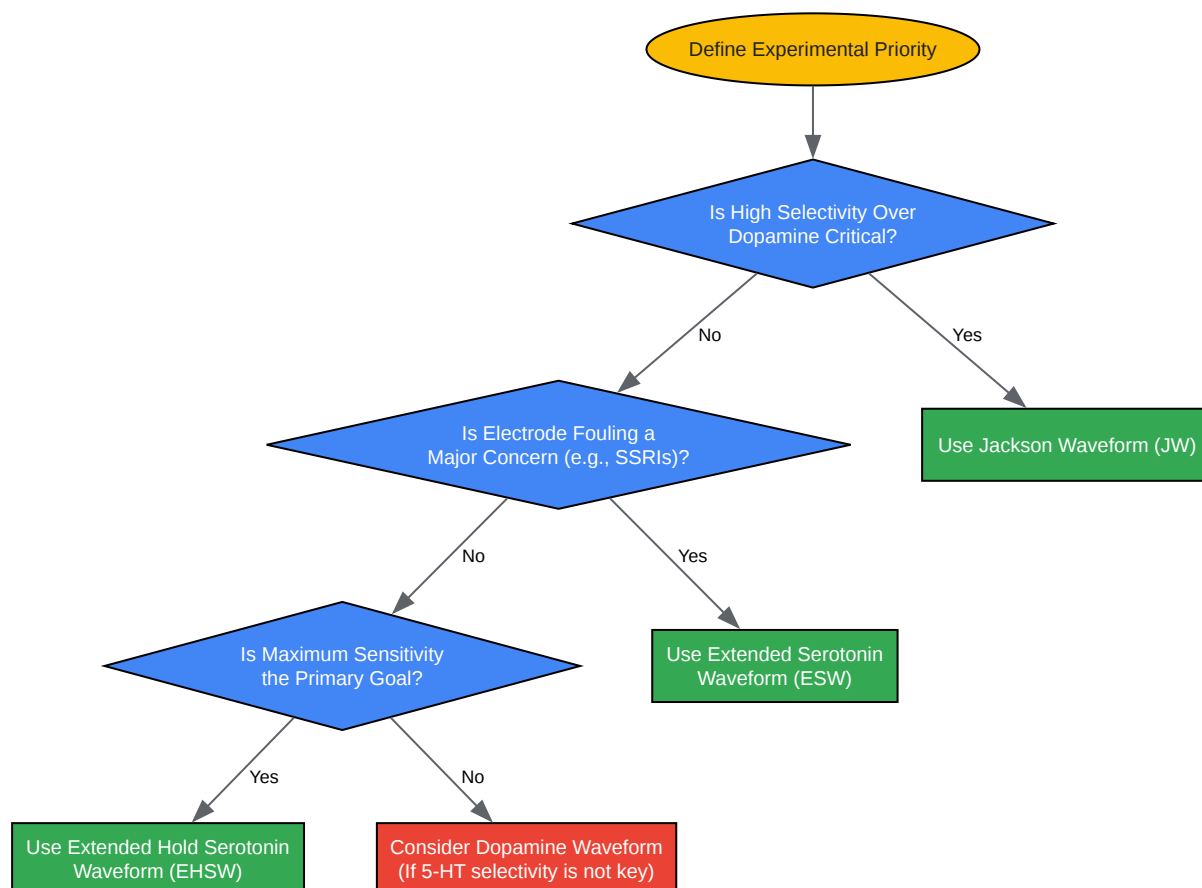 Define Experimental Priority
Is High Selectivity Over
Dopamine Critical?
No
Yes
Is Electrode Fouling a
Major Concern (e.g., SSRIs)?
Use Jackson Waveform (JW)
No
Yes
Is Maximum Sensitivity
the Primary Goal?
Use Extended Serotonin
Waveform (ESW)
Yes
No
Use Extended Hold Serotonin
Waveform (EHSW)
Consider Dopamine Waveform
(If 5-HT selectivity is not key)